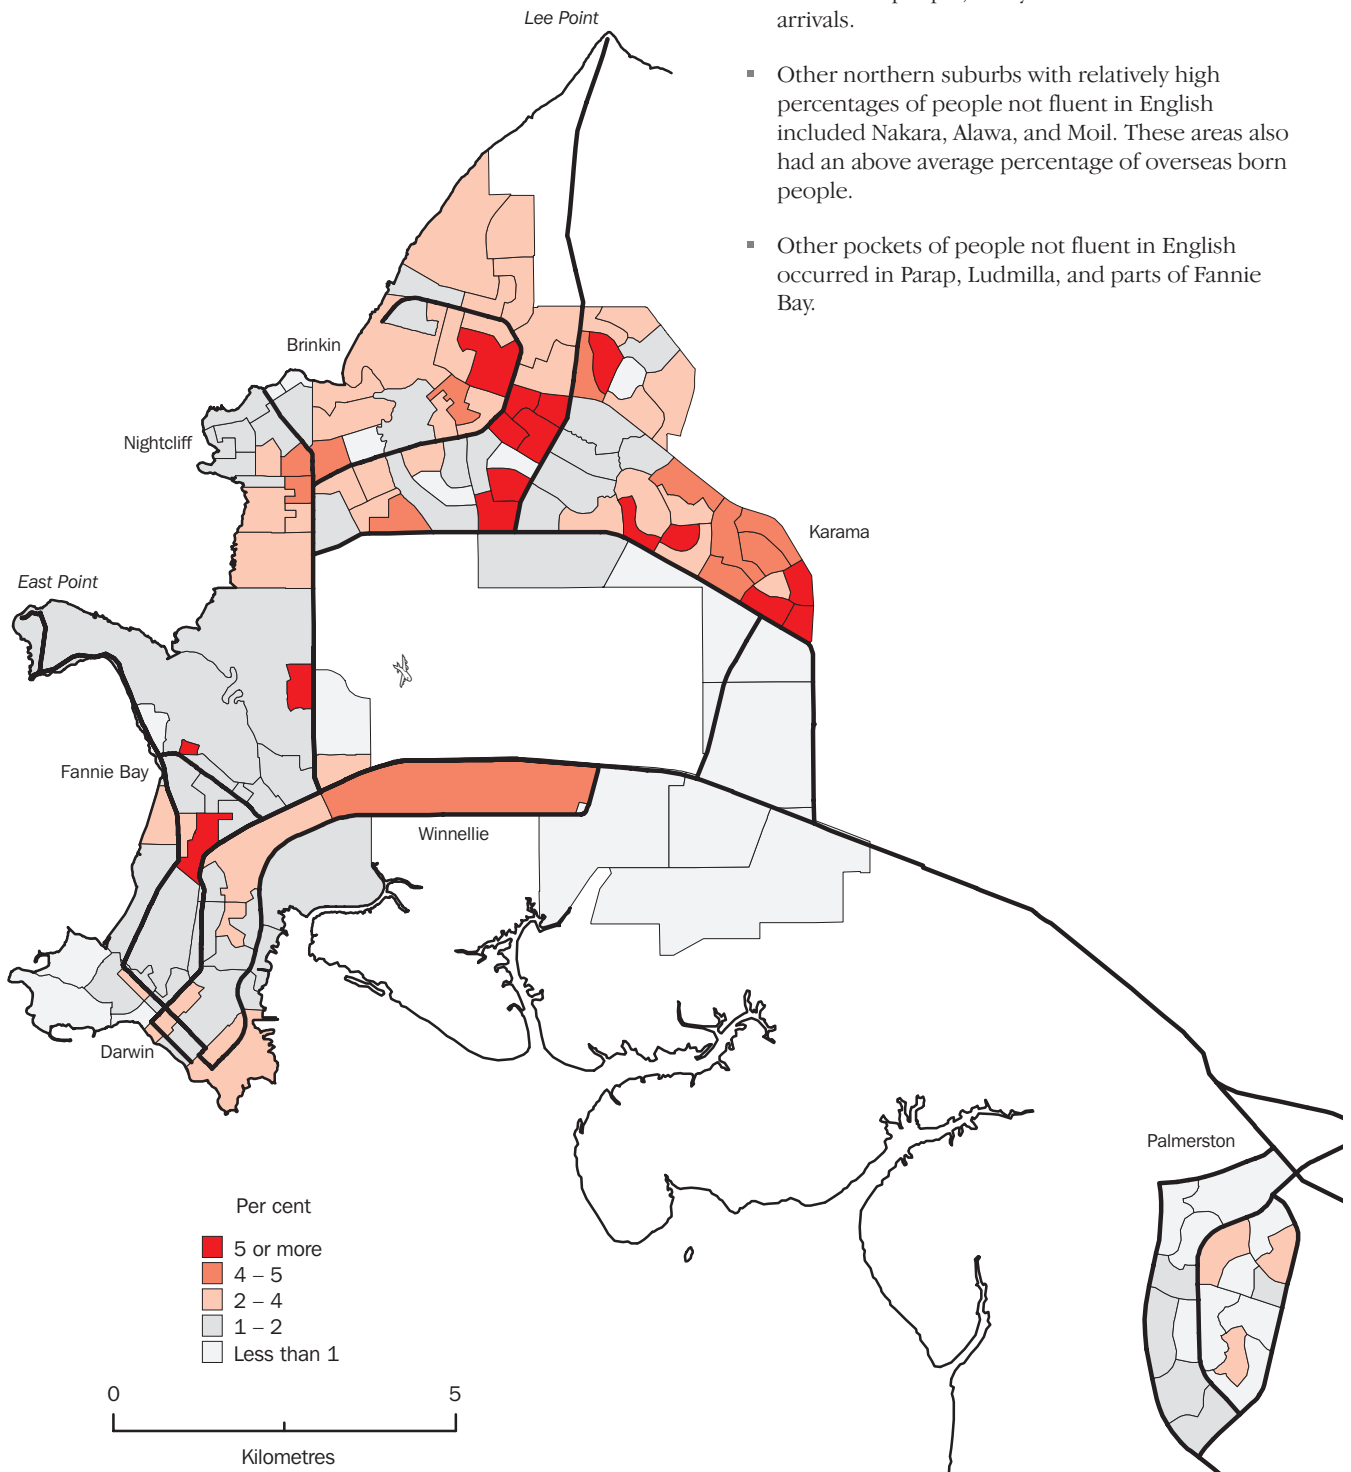 Lee Point
arrivals.
▪ Other northern suburbs with relatively high
percentages of people not fluent in English
included Nakara, Alawa, and Moil. These areas also
had an above average percentage of overseas born
people.
▪ Other pockets of people not fluent in English
occurred in Parap, Ludmilla, and parts of Fannie
Bay.
Brinkin
Nightcliff
Karama
East Point
Fannie Bay
Winnellie
Darwin
Palmerston
Per cent
5 or more
4 – 5
2 – 4
1 – 2
Less than 1
0 5
Kilometres